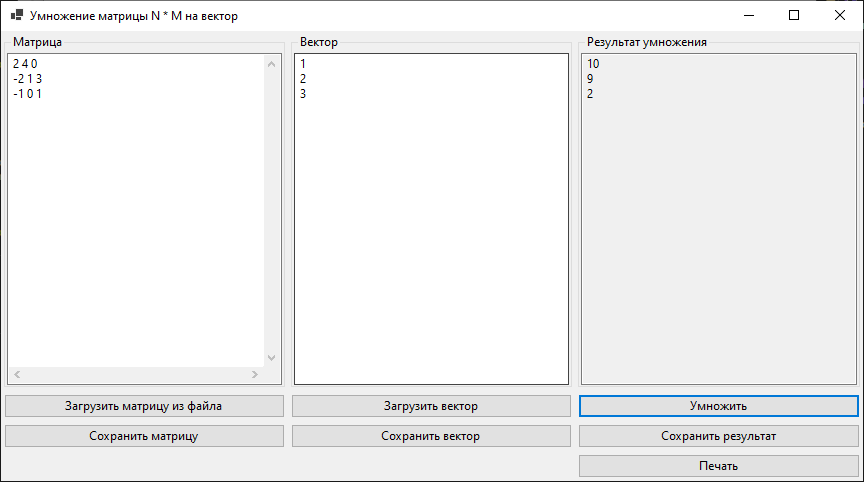 Умножение матрицы N * M на вектор
Матрица
2 4 0
-2 1 3
-1 0 1
Вектор
1
2
3
Результат умножения
10
9
2
Загрузить матрицу из файла
Загрузить вектор
Умножить
Сохранить матрицу
Сохранить вектор
Сохранить результат
Печать